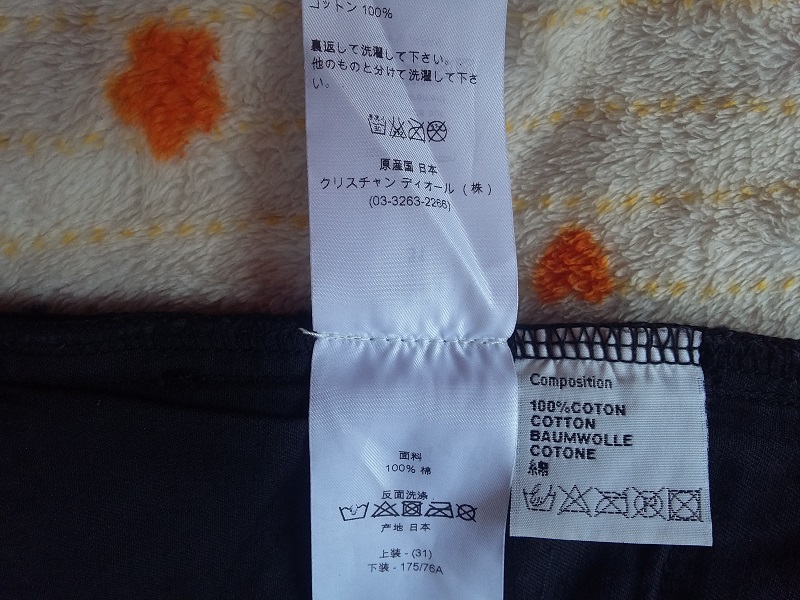 コットン 100%
裏返して洗濯して下さい。
他のものと分けて洗濯して下さ
い。
原産国 日本
クリスチャン ディオール (株)
(03-3263-2266)
面料
100% 棉
反面洗涤
产地 日本
上装 - (31)
下装 - 175/76A
Composition
100%COTON
COTTON
BAUMWOLLE
COTONE
綿